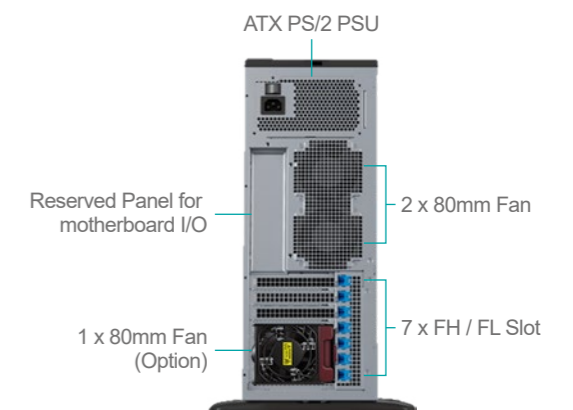 ATX PS/2 PSU
Reserved Panel for
motherboard I/O
2 x 80mm Fan
1 x 80mm Fan
(Option)
7 x FH / FL Slot